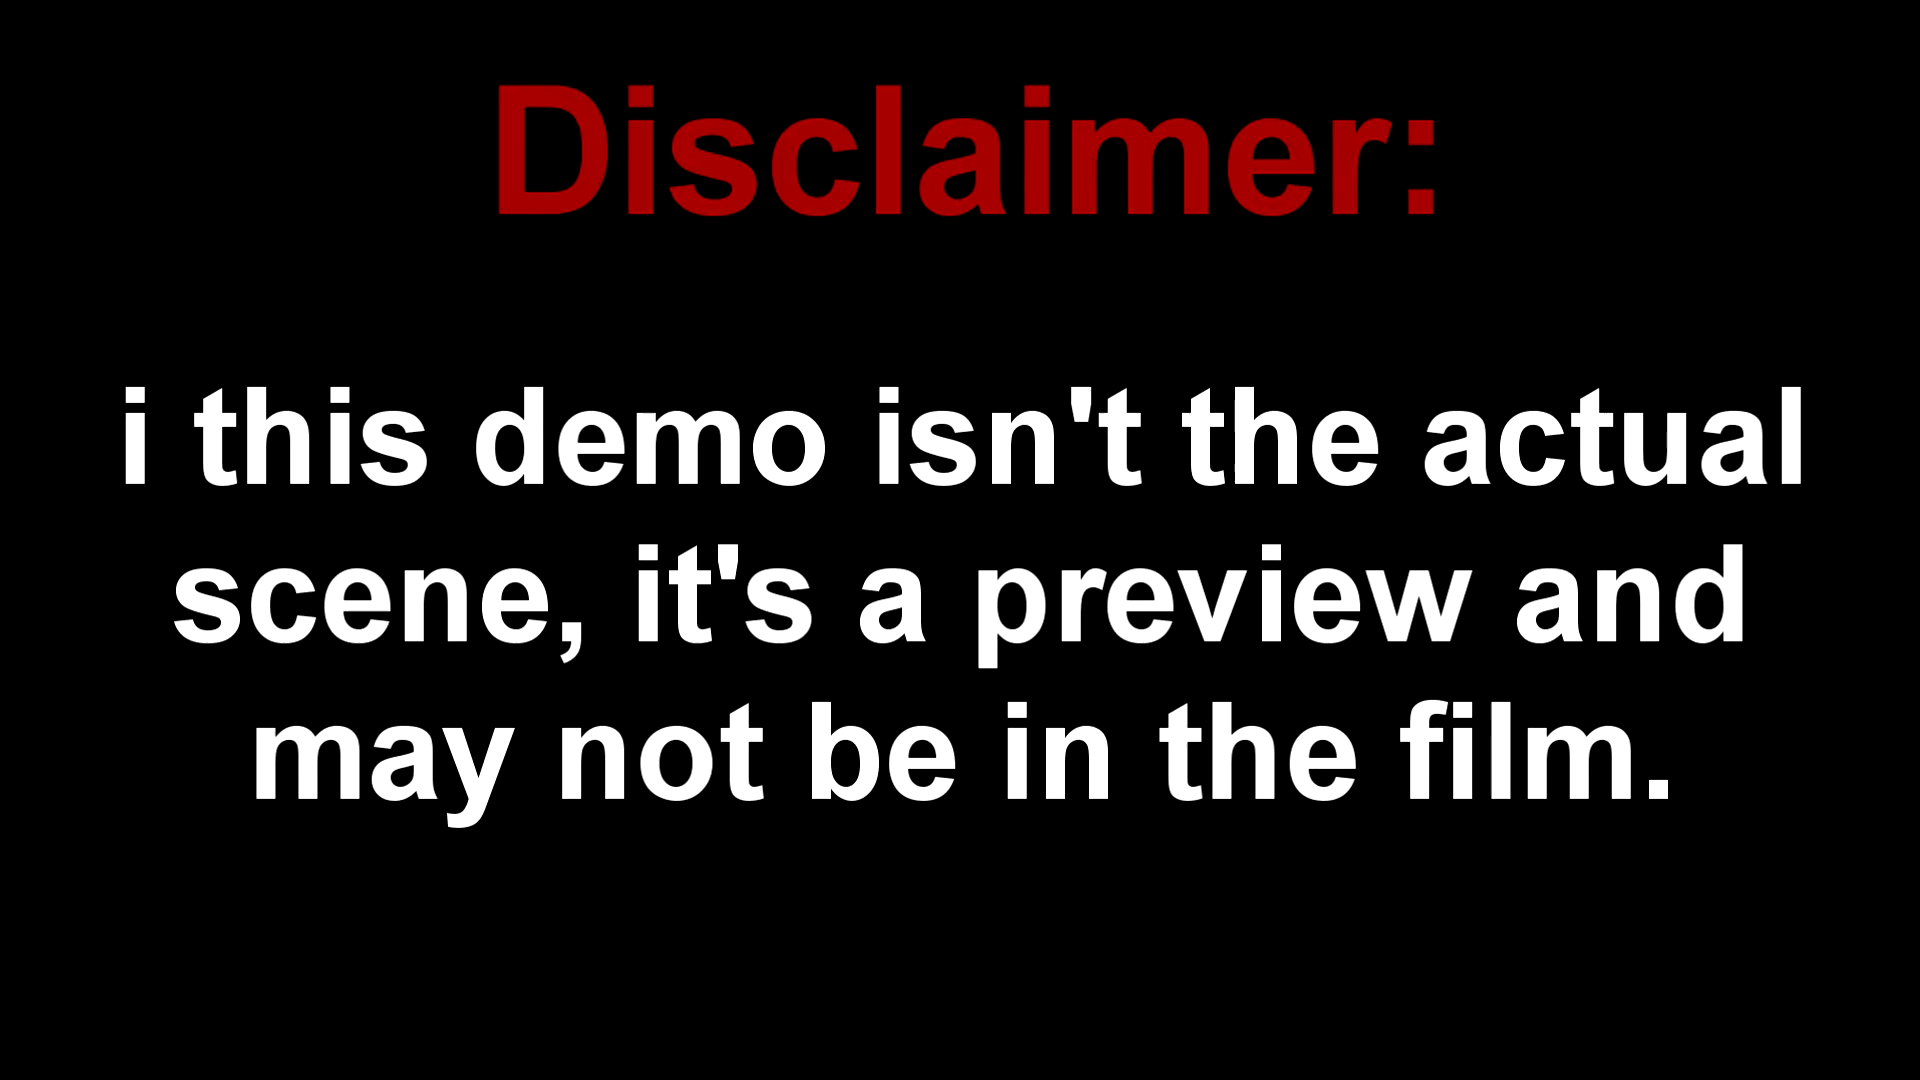 Disclaimer:
i this demo isn't the actual
scene, it's a preview and
may not be in the film.